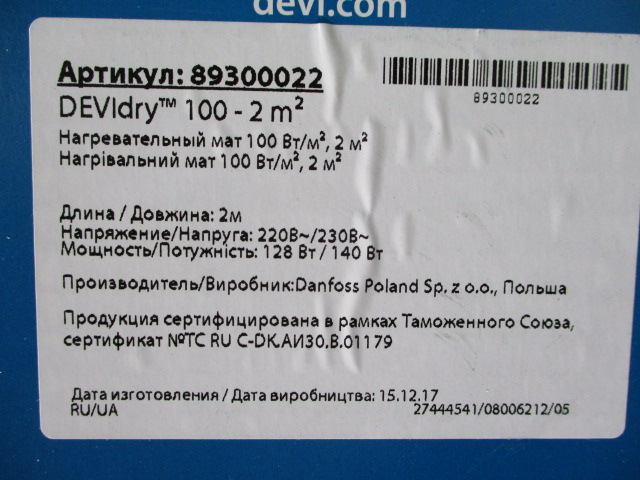 devi.com
Артикул: 89300022
89300022
DEVIdry™ 100 - 2 m²
Нагревательный мат 100 Вт/м², 2 м²
Нагрівальний мат 100 Вт/м², 2 м²
Длина / Довжина: 2м
Напряжение/Напруга: 220В~/230В~
Мощность/Потужність: 128 Вт / 140 Вт
Производитель/Виробник:Danfoss Poland Sp. z o.o., Польша
Продукция сертифицирована в рамках Таможенного Союза,
сертификат №ТС RU C-DK.АИ30.В.01179
Дата изготовления / Дата виробництва: 15.12.17
RU/UA
27444541/08006212/05